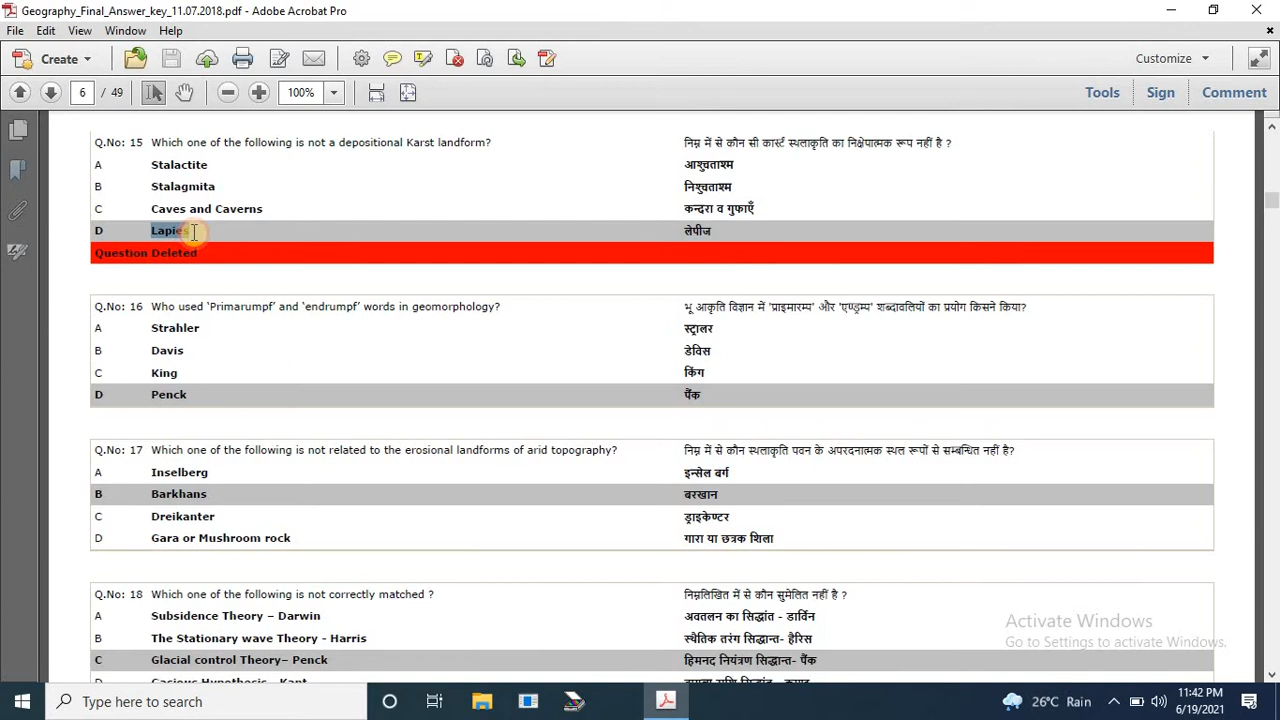 Geography_Final_Answer_key_11.07.2018.pdf - Adobe Acrobat Pro
File Edit View Window Help
Create Customize
6 / 49 100% Tools Sign Comment
Q.No: 15 Which one of the following is not a depositional Karst landform? निम्न में से कौन सी कार्स्ट स्थलाकृति का निक्षेपात्मक रूप नहीं है ?
A Stalactite आश्चुताश्म
B Stalagmita निश्चुताश्म
C Caves and Caverns कन्दरा व गुफाएँ
D Lapies लेपीज
Question Deleted
Q.No: 16 Who used ‘Primarumpf’ and ‘endrumpf’ words in geomorphology? भू आकृति विज्ञान में 'प्राइमारम्प' और 'एण्ड्रम्प' शब्दावलियों का प्रयोग किसने किया?
A Strahler स्ट्रालर
B Davis डेविस
C King किंग
D Penck पैंक
Q.No: 17 Which one of the following is not related to the erosional landforms of arid topography? निम्न में से कौन स्थलाकृति पवन के अपरदनात्मक स्थल रूपों से सम्बन्धित नहीं है?
A Inselberg इन्सेल बर्ग
B Barkhans बरखान
C Dreikanter ड्राइकेण्टर
D Gara or Mushroom rock गारा या छत्रक शिला
Q.No: 18 Which one of the following is not correctly matched ? निम्नलिखित में से कौन सुमेलित नहीं है ?
A Subsidence Theory – Darwin अवतलन का सिद्धांत - डार्विन
B The Stationary wave Theory - Harris स्थैतिक तरंग सिद्धान्त- हैरिस
C Glacial control Theory– Penck हिमनद नियंत्रण सिद्धान्त- पैंक
Activate Windows
Go to Settings to activate Windows.
Type here to search 26°C Rain 11:42 PM
6/19/2021